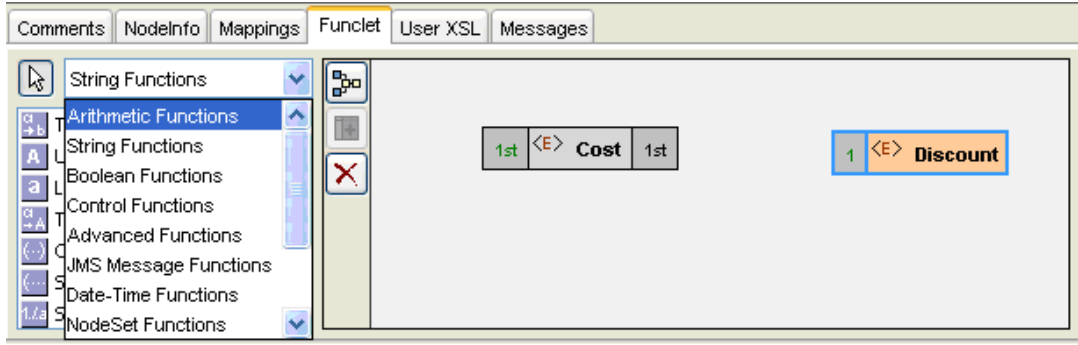 Comments NodeInfo Mappings Funclet User XSL Messages
String Functions
Arithmetic Functions
String Functions
Boolean Functions
Control Functions
Advanced Functions
JMS Message Functions
Date-Time Functions
NodeSet Functions
1st <E> Cost 1st
1 <E> Discount